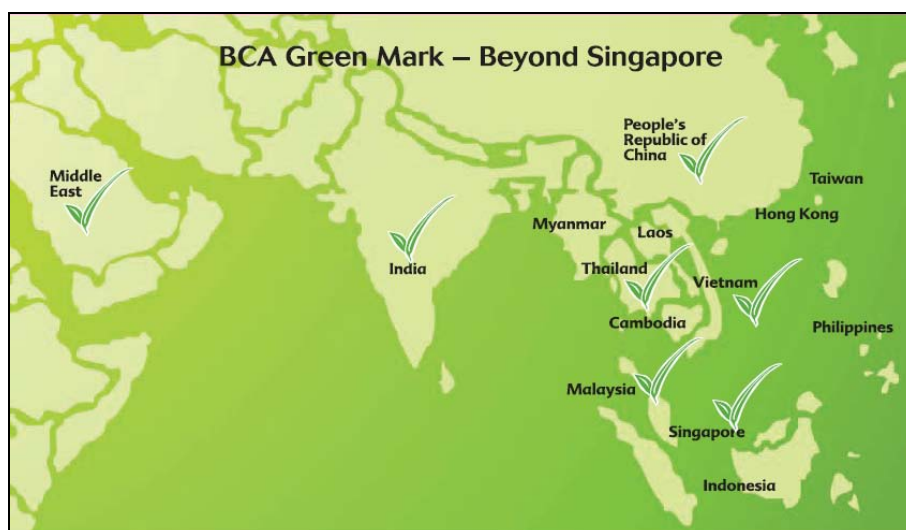 BCA Green Mark – Beyond Singapore
People's
Republic of
China
Middle
East
Taiwan
Hong Kong
Myanmar
Laos
India
Thailand
Vietnam
Cambodia
Philippines
Malaysia
Singapore
Indonesia